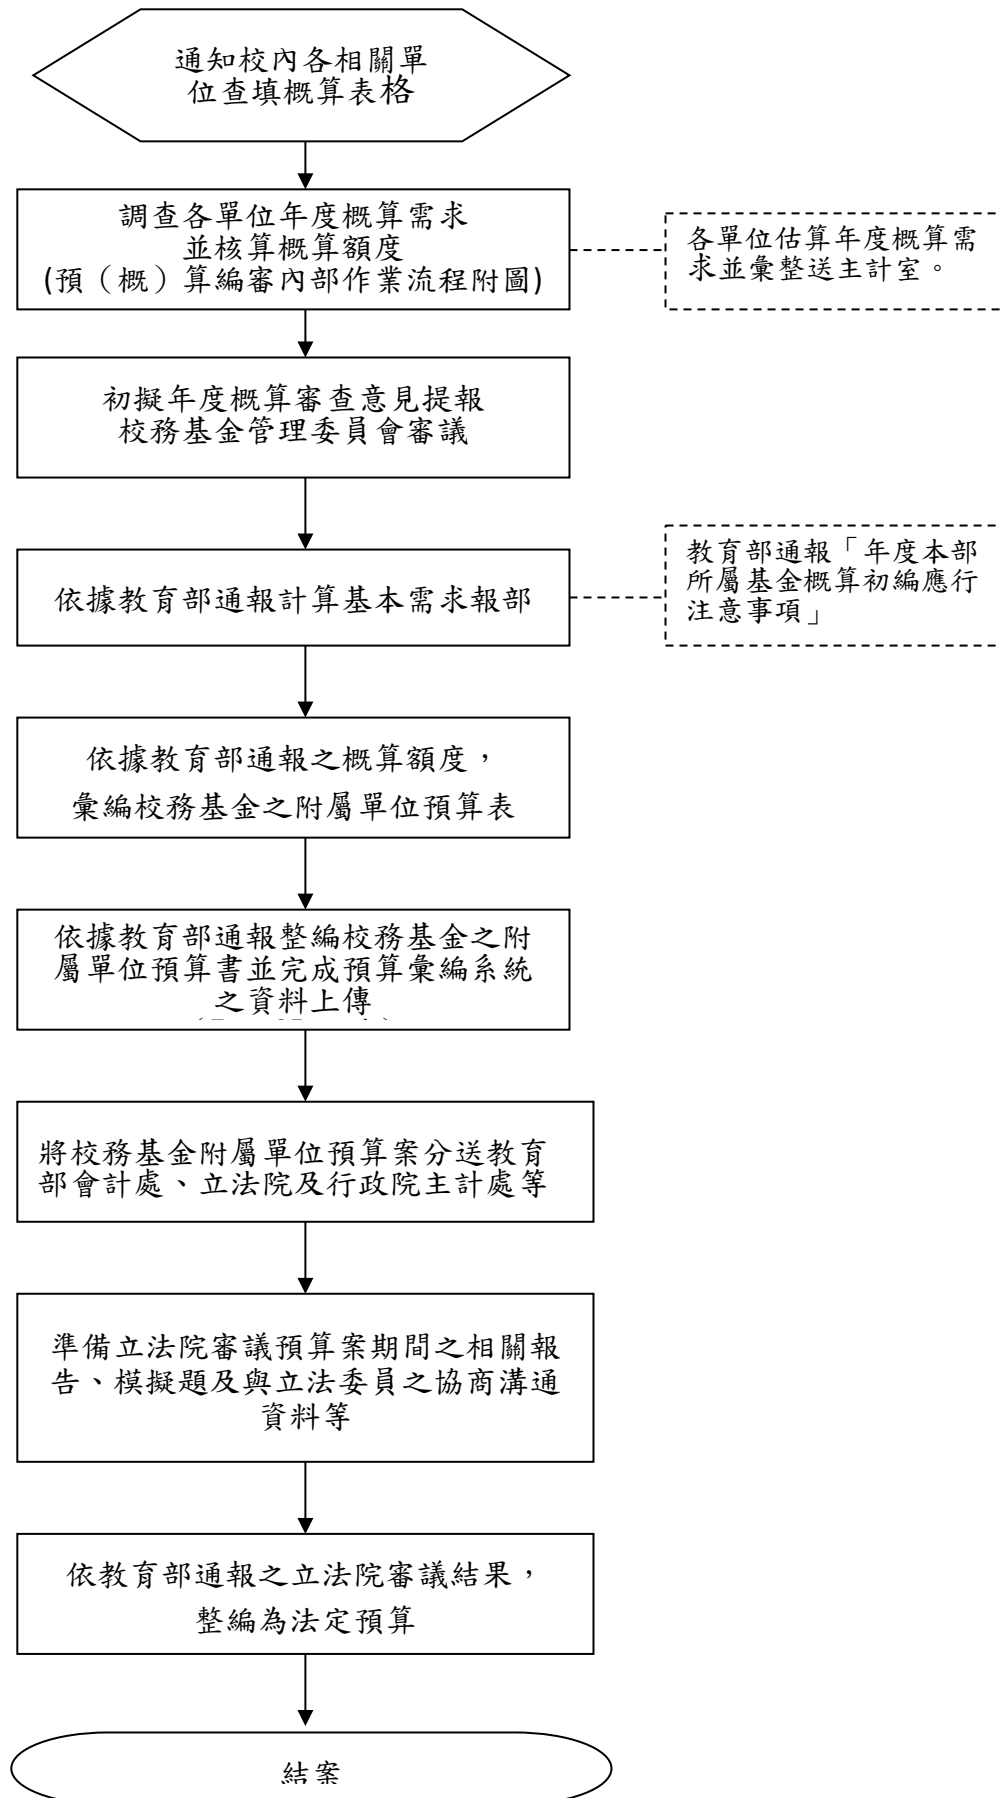 通知校內各相關單
位查填概算表格
調查各單位年度概算需求
並核算概算額度
(預（概）算編審內部作業流程附圖)
各單位估算年度概算需
求並彙整送主計室。
初擬年度概算審查意見提報
校務基金管理委員會審議
依據教育部通報計算基本需求報部
教育部通報「年度本部
所屬基金概算初編應行
注意事項」
依據教育部通報之概算額度，
彙編校務基金之附屬單位預算表
依據教育部通報整編校務基金之附
屬單位預算書並完成預算彙編系統
之資料上傳
將校務基金附屬單位預算案分送教育
部會計處、立法院及行政院主計處等
準備立法院審議預算案期間之相關報
告、模擬題及與立法委員之協商溝通
資料等
依教育部通報之立法院審議結果，
整編為法定預算
結案